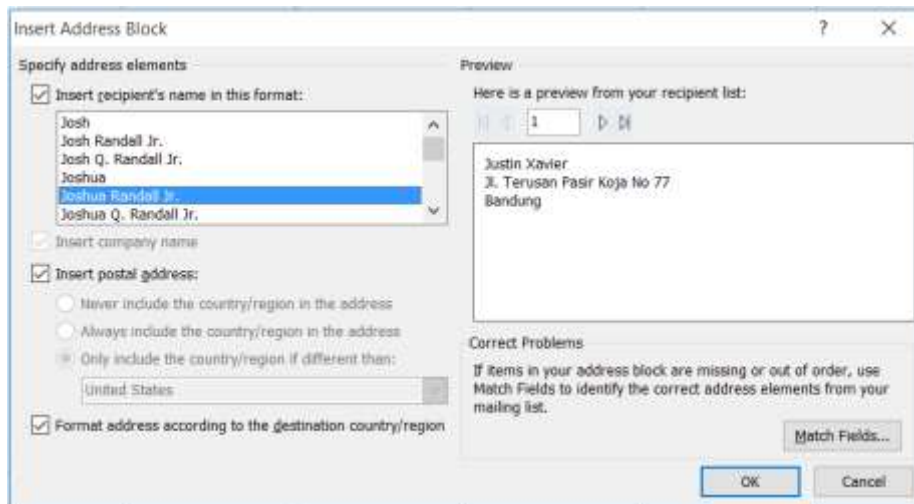 Insert Address Block
Specify address elements
Insert recipient's name in this format:
Josh
Josh Randall Jr.
Josh Q. Randall Jr.
Joshua
Joshua Randall Jr.
Joshua Q. Randall Jr.
Insert company name
Insert postal address:
Never include the country/region in the address
Always include the country/region in the address
Only include the country/region if different than:
United States
Format address according to the destination country/region
Preview
Here is a preview from your recipient list:
1
Justin Xavier
Jl. Terusan Pasir Koja No 77
Bandung
Correct Problems
If items in your address block are missing or out of order, use
Match Fields to identify the correct address elements from your
mailing list.
Match Fields...
OK
Cancel